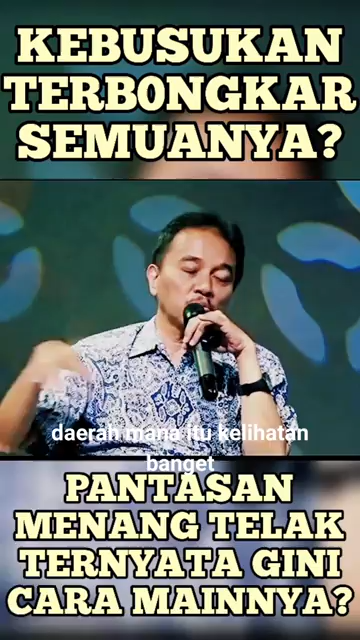 KEBUSUKAN
TERBONGKAR
SEMUANYA?
daerah mana itu kelihatan
banget
PANTASAN
MENANG TELAK
TERNYATA GINI
CARA MAINNYA?